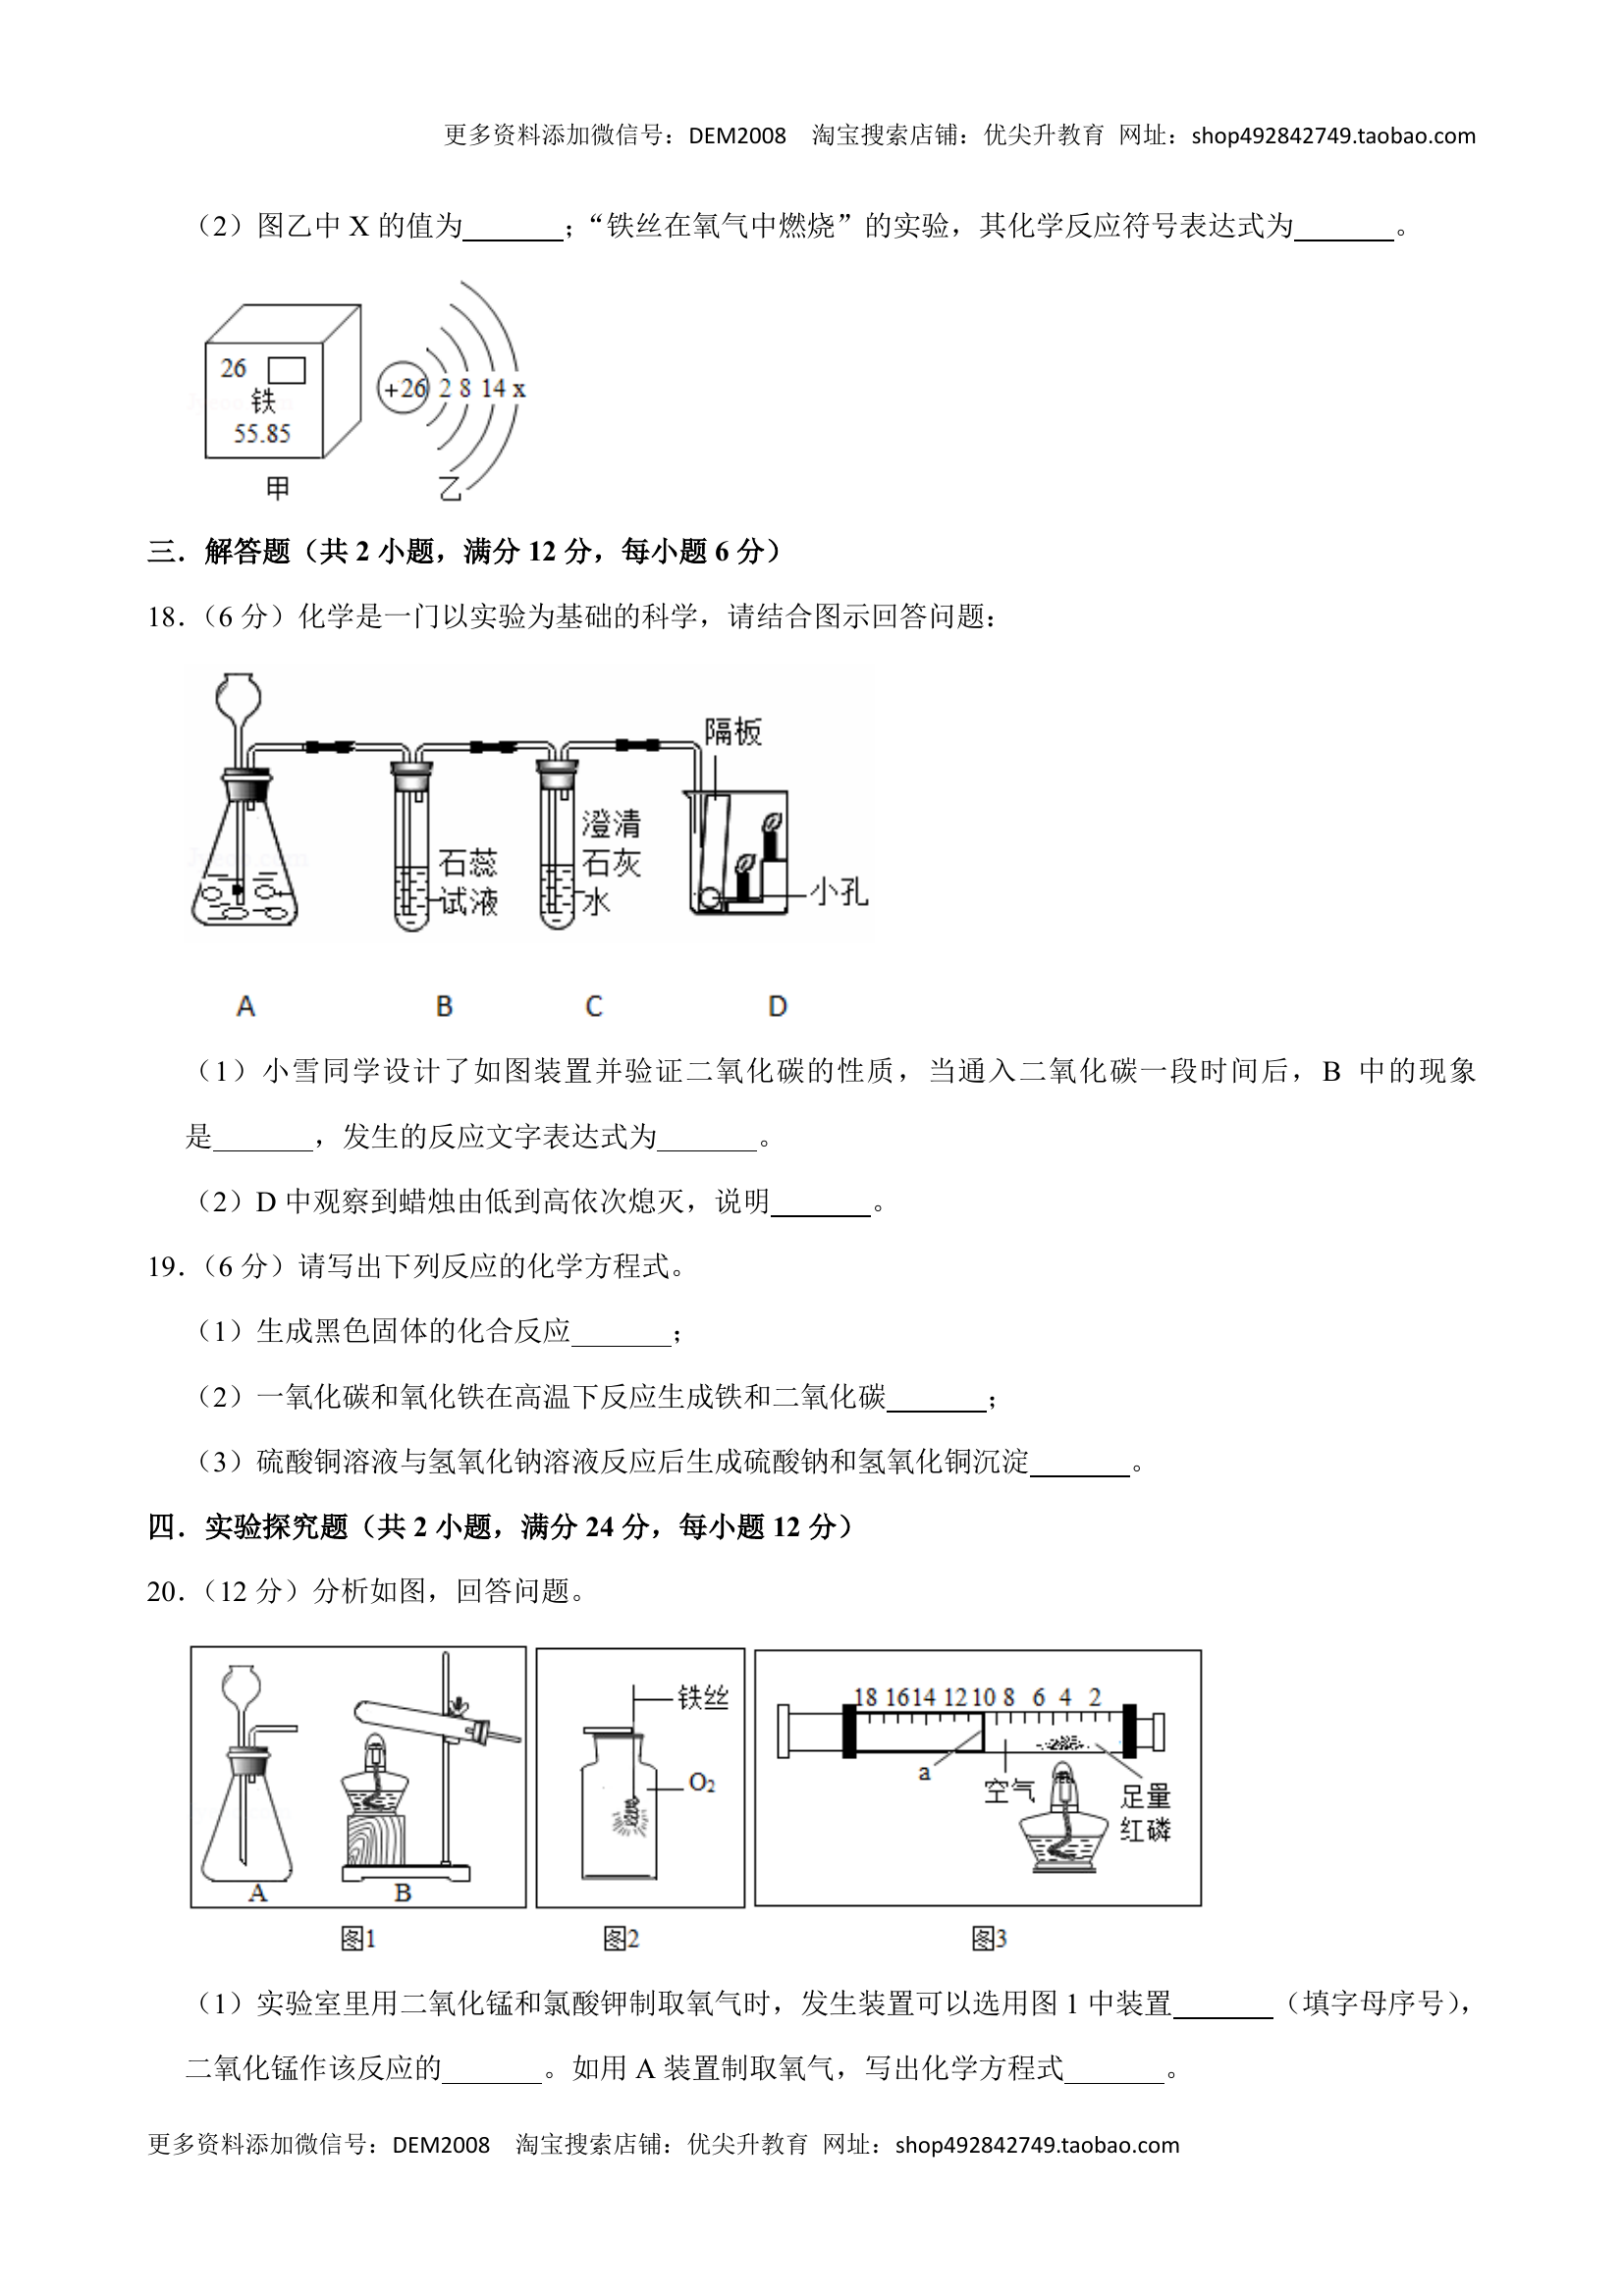 更多资料添加微信号：DEM2008 淘宝搜索店铺：优尖升教育 网址：shop492842749.taobao.com
（2）图乙中 X 的值为_______；“铁丝在氧气中燃烧”的实验，其化学反应符号表达式为_______。
26
铁
55.85
+26 2 8 14 x
甲 乙
三．解答题（共 2 小题，满分 12 分，每小题 6 分）
18．（6 分）化学是一门以实验为基础的科学，请结合图示回答问题：
隔板
澄清
石蕊 石灰
试液 水 小孔
A B C D
（1）小雪同学设计了如图装置并验证二氧化碳的性质，当通入二氧化碳一段时间后，B 中的现象
是_______，发生的反应文字表达式为_______。
（2）D 中观察到蜡烛由低到高依次熄灭，说明_______。
19．（6 分）请写出下列反应的化学方程式。
（1）生成黑色固体的化合反应_______；
（2）一氧化碳和氧化铁在高温下反应生成铁和二氧化碳_______；
（3）硫酸铜溶液与氢氧化钠溶液反应后生成硫酸钠和氢氧化铜沉淀_______。
四．实验探究题（共 2 小题，满分 24 分，每小题 12 分）
20．（12 分）分析如图，回答问题。
铁丝 18 16 14 12 10 8 6 4 2
O₂ a 空气 足量
红磷
A B
图1 图2 图3
（1）实验室里用二氧化锰和氯酸钾制取氧气时，发生装置可以选用图 1 中装置_______（填字母序号），
二氧化锰作该反应的_______。如用 A 装置制取氧气，写出化学方程式_______。
更多资料添加微信号：DEM2008 淘宝搜索店铺：优尖升教育 网址：shop492842749.taobao.com